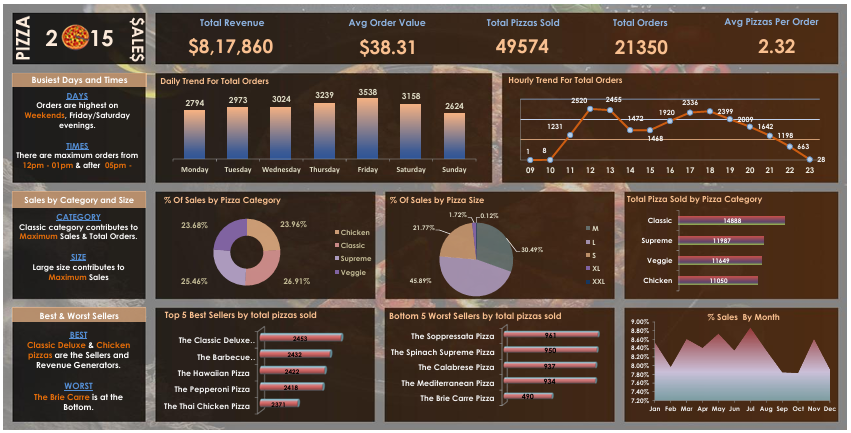 PIZZA
2 15
$ALE$
Total Revenue
$8,17,860
Avg Order Value
$38.31
Total Pizzas Sold
49574
Total Orders
21350
Avg Pizzas Per Order
2.32
Busiest Days and Times
DAYS
Orders are highest on
Weekends, Friday/Saturday
evenings.
TIMES
There are maximum orders from
12pm - 01pm & after 05pm -
Daily Trend For Total Orders
2794 2973 3024 3239 3538 3158 2624
Monday Tuesday Wednesday Thursday Friday Saturday Sunday
Hourly Trend For Total Orders
1 8 1231 2520 2455 1472 1468 1920 2336 2399 2009 1642 1198 663 28
09 10 11 12 13 14 15 16 17 18 19 20 21 22 23
Sales by Category and Size
CATEGORY
Classic category contributes to
Maximum Sales & Total Orders.
SIZE
Large size contributes to
Maximum Sales
% Of Sales by Pizza Category
23.68%
23.96%
25.46%
26.91%
Chicken
Classic
Supreme
Veggie
% Of Sales by Pizza Size
1.72%
0.12%
21.77%
30.49%
45.89%
M
L
S
XL
XXL
Total Pizza Sold by Pizza Category
Classic 14888
Supreme 11987
Veggie 11649
Chicken 11050
Best & Worst Sellers
BEST
Classic Deluxe & Chicken
pizzas are the Sellers and
Revenue Generators.
WORST
The Brie Carre is at the
Bottom.
Top 5 Best Sellers by total pizzas sold
The Classic Deluxe.. 2453
The Barbecue.. 2432
The Hawaiian Pizza 2422
The Pepperoni Pizza 2418
The Thai Chicken Pizza 2371
Bottom 5 Worst Sellers by total pizzas sold
The Soppressata Pizza 961
The Spinach Supreme Pizza 950
The Calabrese Pizza 937
The Mediterranean Pizza 934
The Brie Carre Pizza 490
% Sales By Month
9.00%
8.80%
8.60%
8.40%
8.20%
8.00%
7.80%
7.60%
7.40%
7.20%
Jan Feb Mar Apr May Jun Jul Aug Sep Oct Nov Dec